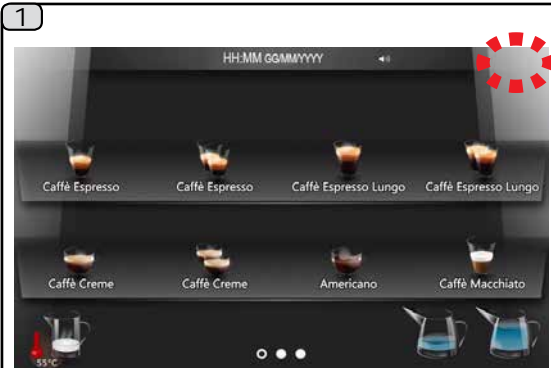 1
HH:MM GG/MM/YYYY
Caffè Espresso Caffè Espresso Caffè Espresso Lungo Caffè Espresso Lungo
Caffè Creme Caffè Creme Americano Caffè Macchiato
55°C